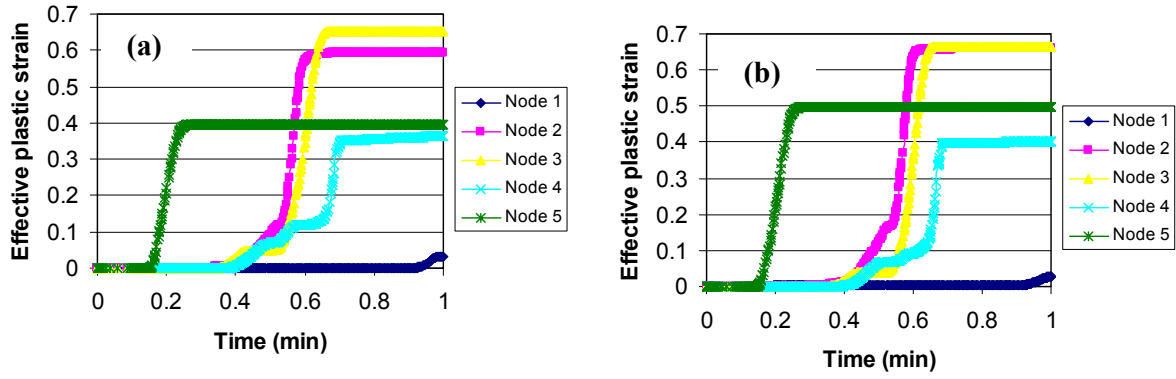 (a)
Effective plastic strain
0.7
0.6
0.5
0.4
0.3
0.2
0.1
0
0 0.2 0.4 0.6 0.8 1
Time (min)
Node 1
Node 2
Node 3
Node 4
Node 5
(b)
Effective plastic strain
0.7
0.6
0.5
0.4
0.3
0.2
0.1
0
0 0.2 0.4 0.6 0.8 1
Time (min)
Node 1
Node 2
Node 3
Node 4
Node 5